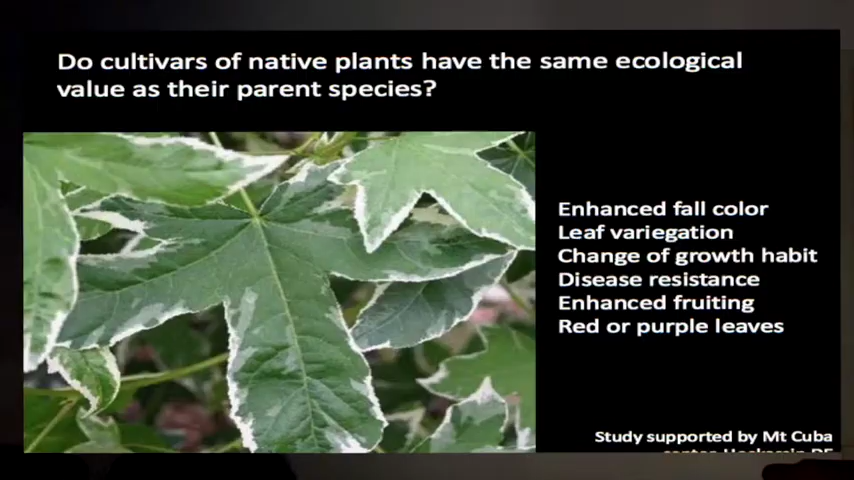 Do cultivars of native plants have the same ecological
value as their parent species?
Enhanced fall color
Leaf variegation
Change of growth habit
Disease resistance
Enhanced fruiting
Red or purple leaves
Study supported by Mt Cuba